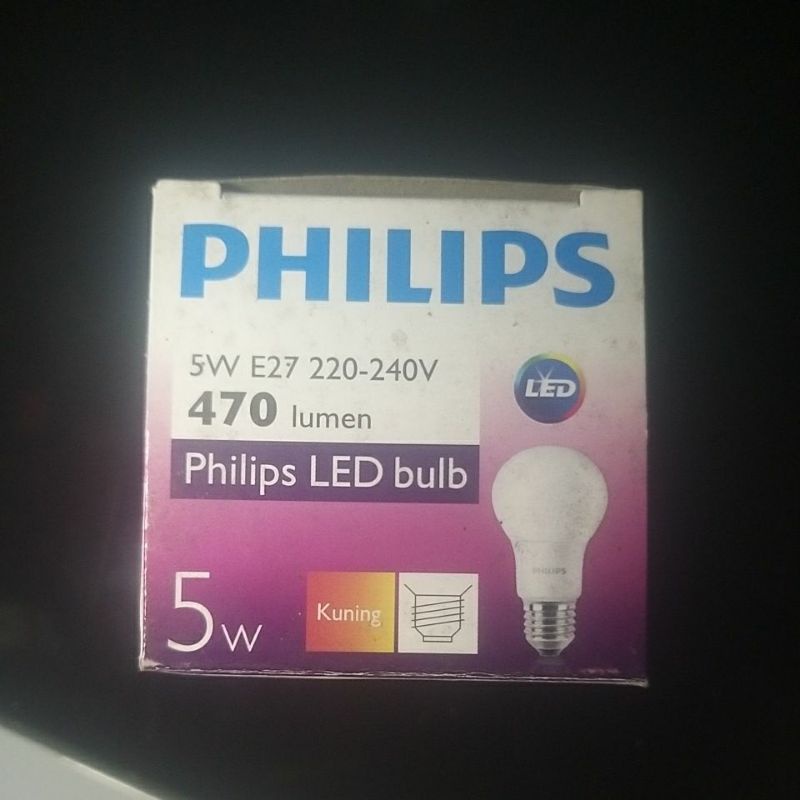 PHILIPS
5W E27 220-240V
470 lumen
LED
Philips LED bulb
PHILIPS
5w
Kuning